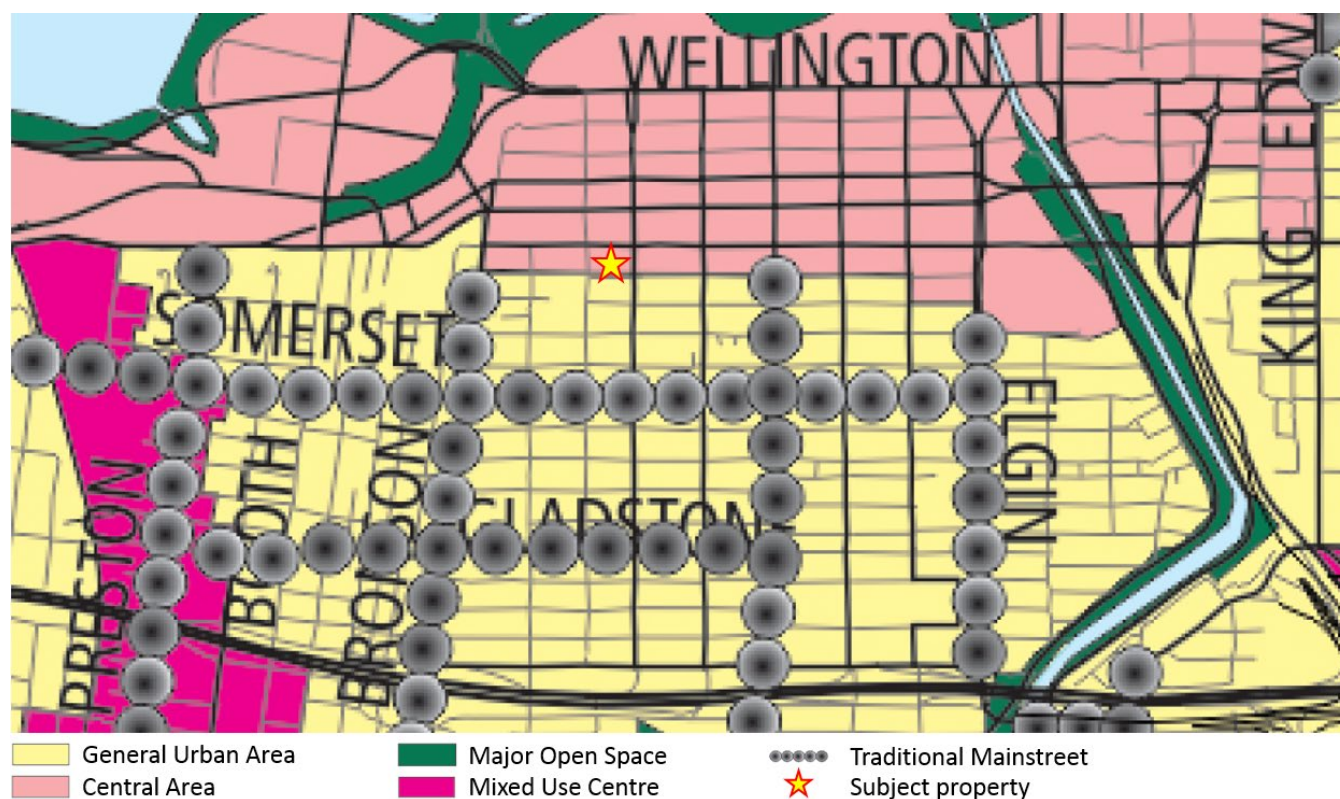 WELLINGTON
KING EDW
SOMERSET
ELGIN
PRESTON
BOOTH
BRONSON
GLADSTON
General Urban Area
Major Open Space
Traditional Mainstreet
Central Area
Mixed Use Centre
Subject property